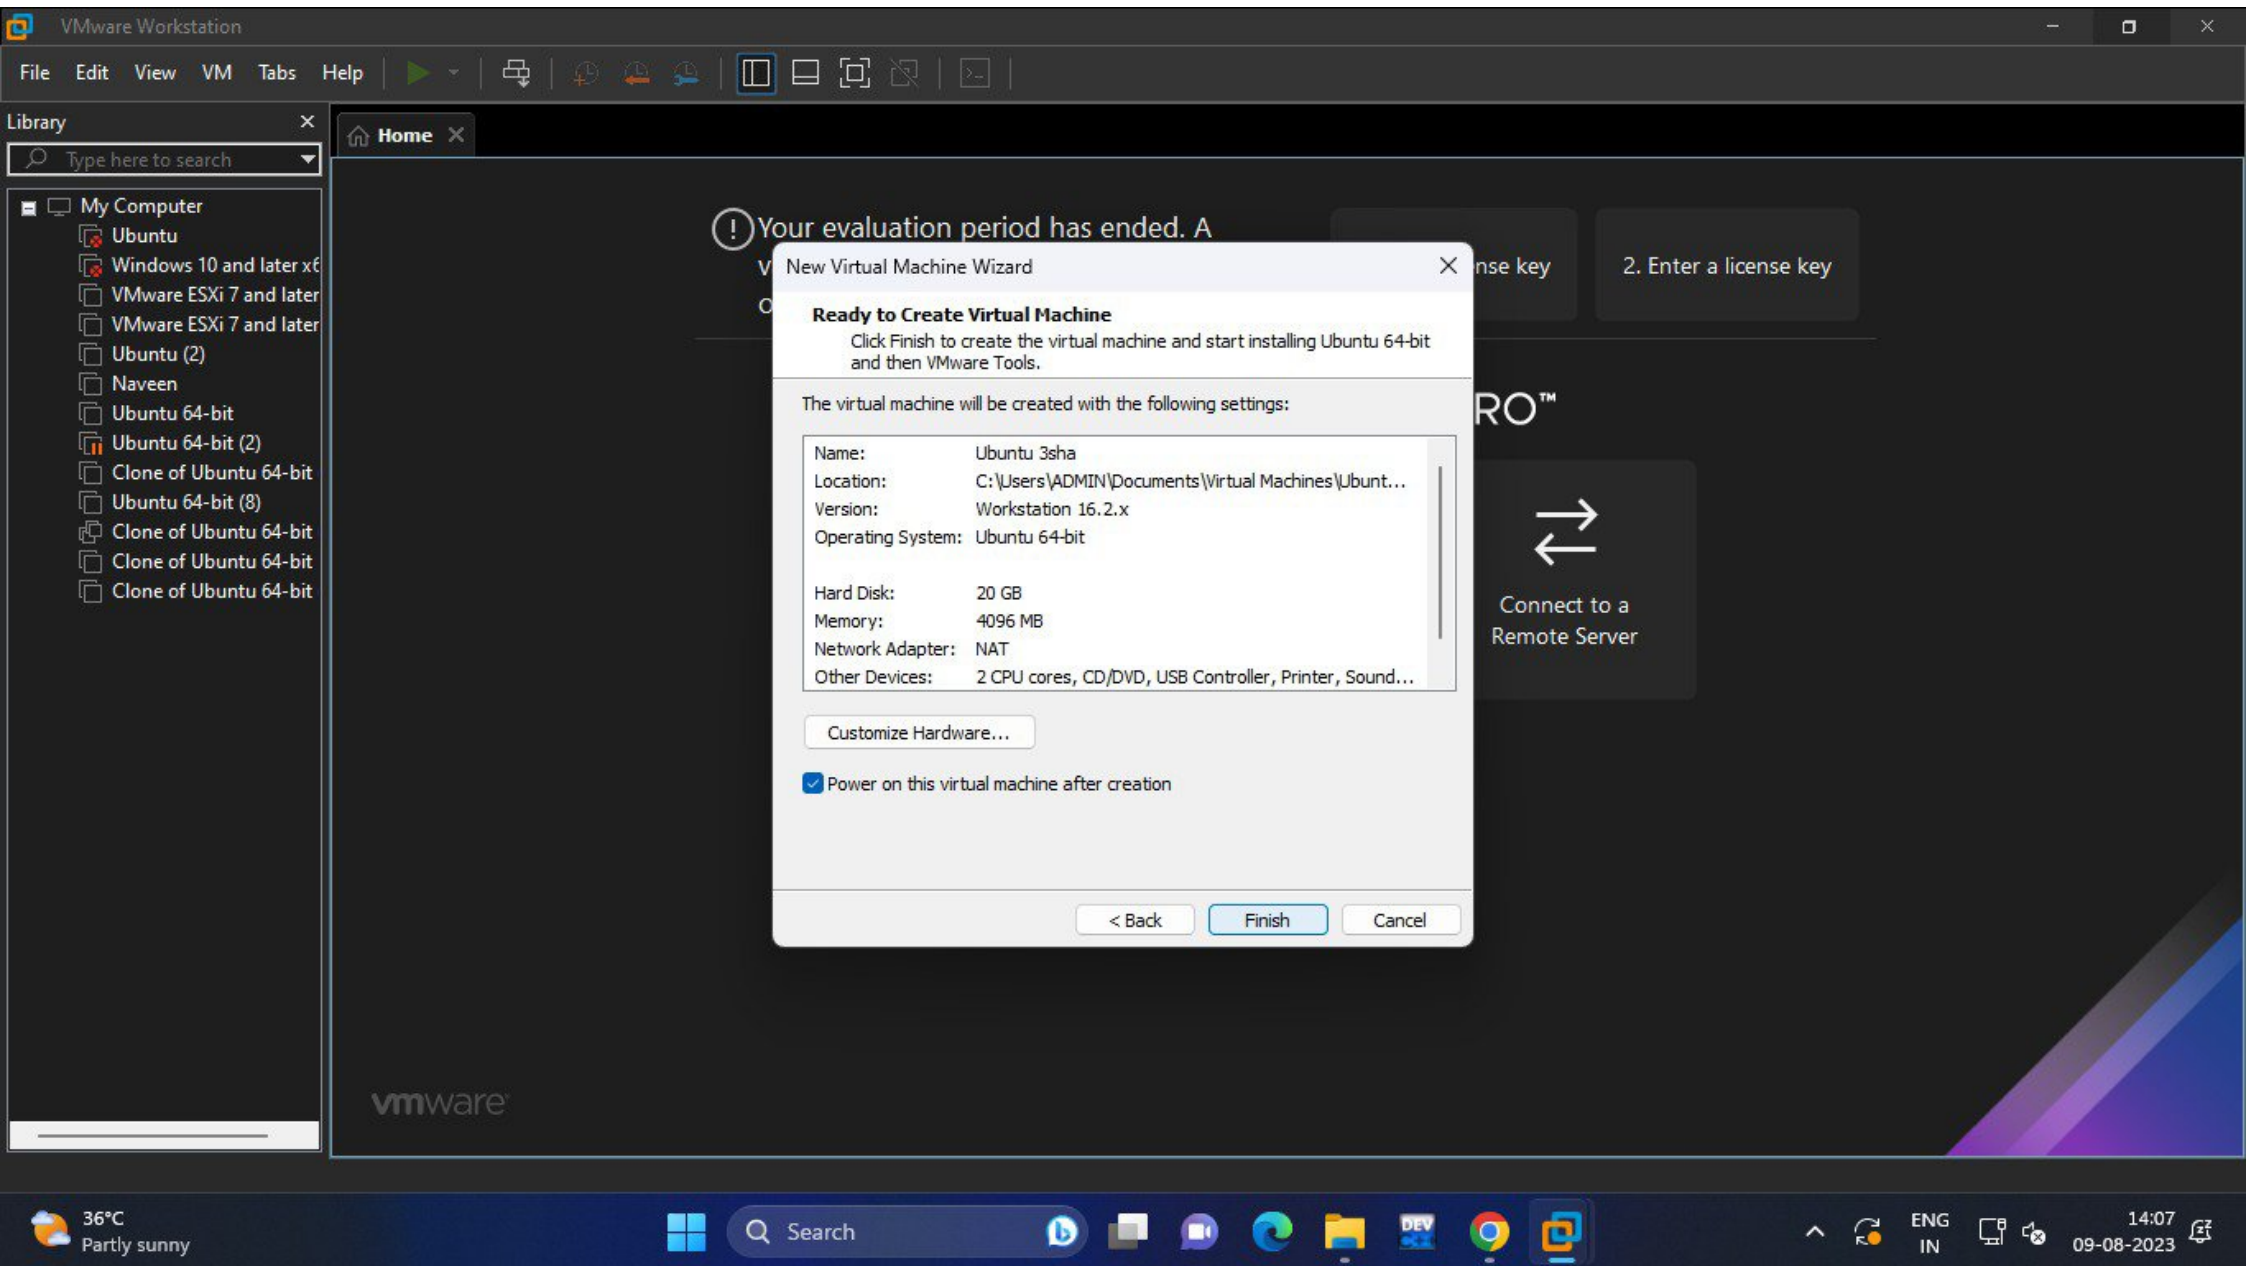 VMware Workstation
File Edit View VM Tabs Help
Library
Type here to search
My Computer
Ubuntu
Windows 10 and later x6
VMware ESXi 7 and later
VMware ESXi 7 and later
Ubuntu (2)
Naveen
Ubuntu 64-bit
Ubuntu 64-bit (2)
Clone of Ubuntu 64-bit
Ubuntu 64-bit (8)
Clone of Ubuntu 64-bit
Clone of Ubuntu 64-bit
Clone of Ubuntu 64-bit
Home
Your evaluation period has ended. A
nse key
2. Enter a license key
RO™
Connect to a
Remote Server
New Virtual Machine Wizard
Ready to Create Virtual Machine
Click Finish to create the virtual machine and start installing Ubuntu 64-bit
and then VMware Tools.
The virtual machine will be created with the following settings:
Name: Ubuntu 3sha
Location: C:\Users\ADMIN\Documents\Virtual Machines\Ubunt...
Version: Workstation 16.2.x
Operating System: Ubuntu 64-bit
Hard Disk: 20 GB
Memory: 4096 MB
Network Adapter: NAT
Other Devices: 2 CPU cores, CD/DVD, USB Controller, Printer, Sound...
Customize Hardware...
Power on this virtual machine after creation
< Back Finish Cancel
vmware
36°C
Partly sunny
Search
DEV
C++
ENG
IN
14:07
09-08-2023